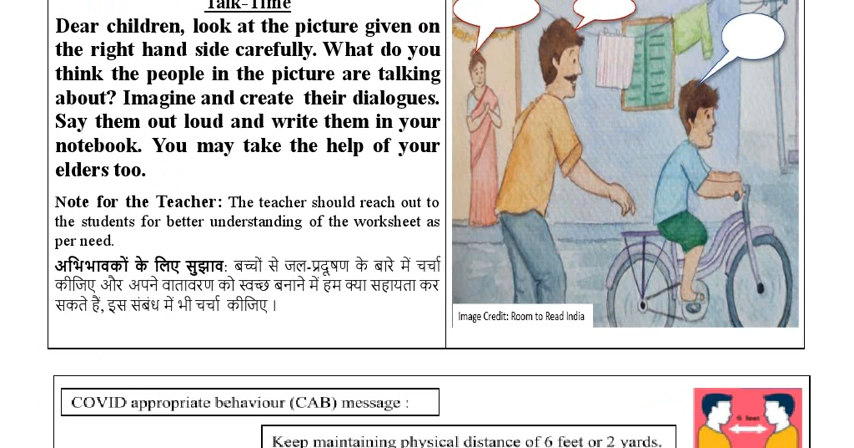 Talk-Time
Dear children, look at the picture given on
the right hand side carefully. What do you
think the people in the picture are talking
about? Imagine and create their dialogues.
Say them out loud and write them in your
notebook. You may take the help of your
elders too.
Note for the Teacher: The teacher should reach out to
the students for better understanding of the worksheet as
per need.
अभिभावकों के लिए सुझाव: बच्चों से जल-प्रदूषण के बारे में चर्चा
कीजिए और अपने वातावरण को स्वच्छ बनाने में हम क्या सहायता कर
सकते हैं, इस संबंध में भी चर्चा कीजिए ।
Image Credit: Room to Read India
COVID appropriate behaviour (CAB) message :
Keep maintaining physical distance of 6 feet or 2 yards.
6 feet